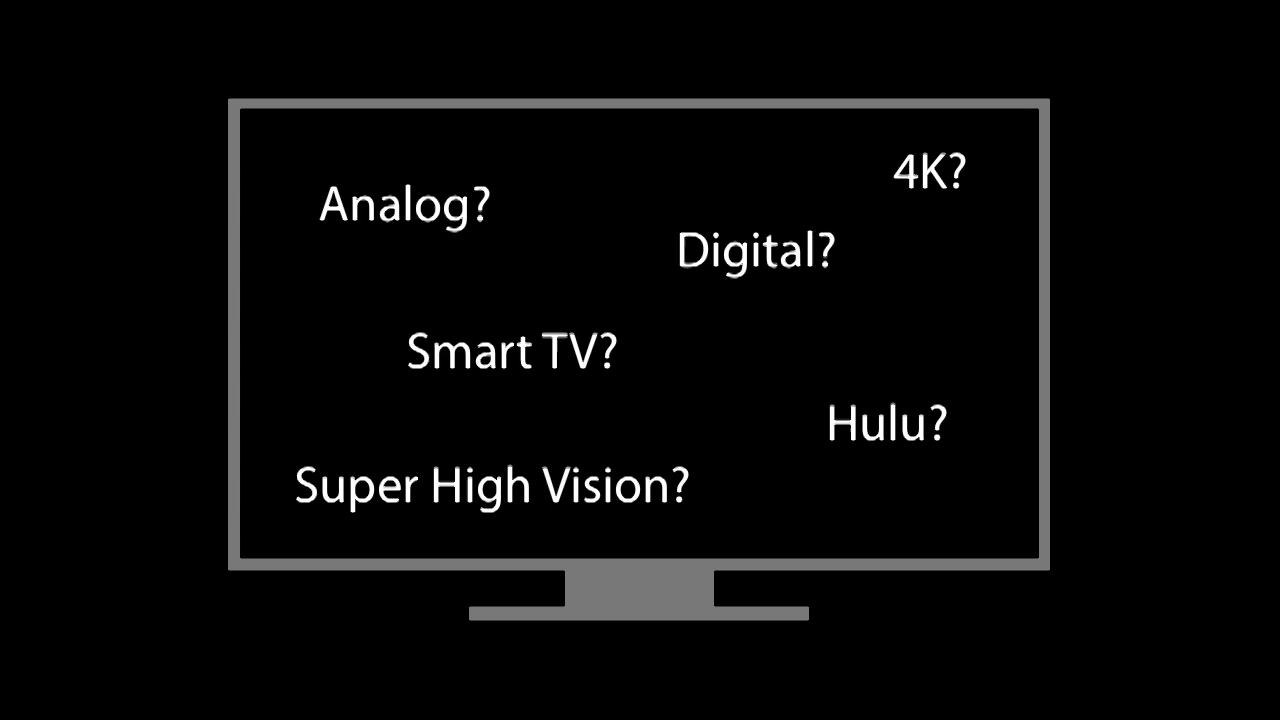 4K?
Analog?
Digital?
Smart TV?
Hulu?
Super High Vision?